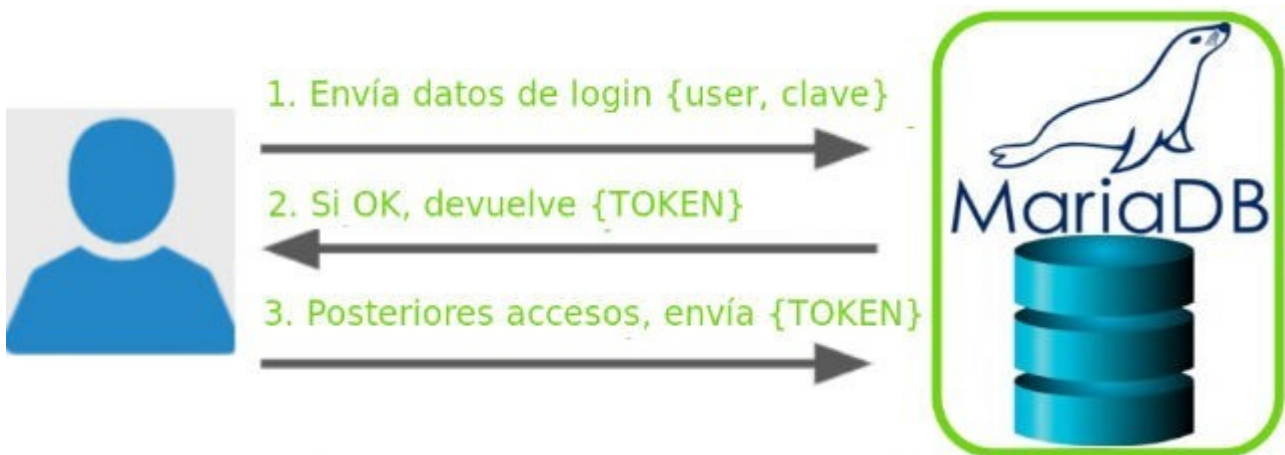 1. Envía datos de login {user, clave}
2. Si OK, devuelve {TOKEN}
3. Posteriores accesos, envía {TOKEN}
MariaDB